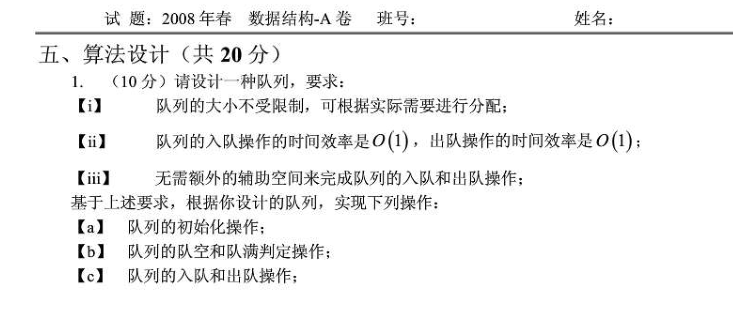 试 题：2008 年春 数据结构-A 卷 班号： 姓名：
五、算法设计（共 20 分）
1. （10 分）请设计一种队列，要求：
【i】 队列的大小不受限制，可根据实际需要进行分配；
【ii】 队列的入队操作的时间效率是O(1)，出队操作的时间效率是O(1)；
【iii】 无需额外的辅助空间来完成队列的入队和出队操作；
基于上述要求，根据你设计的队列，实现下列操作：
【a】 队列的初始化操作；
【b】 队列的队空和队满判定操作；
【c】 队列的入队和出队操作；